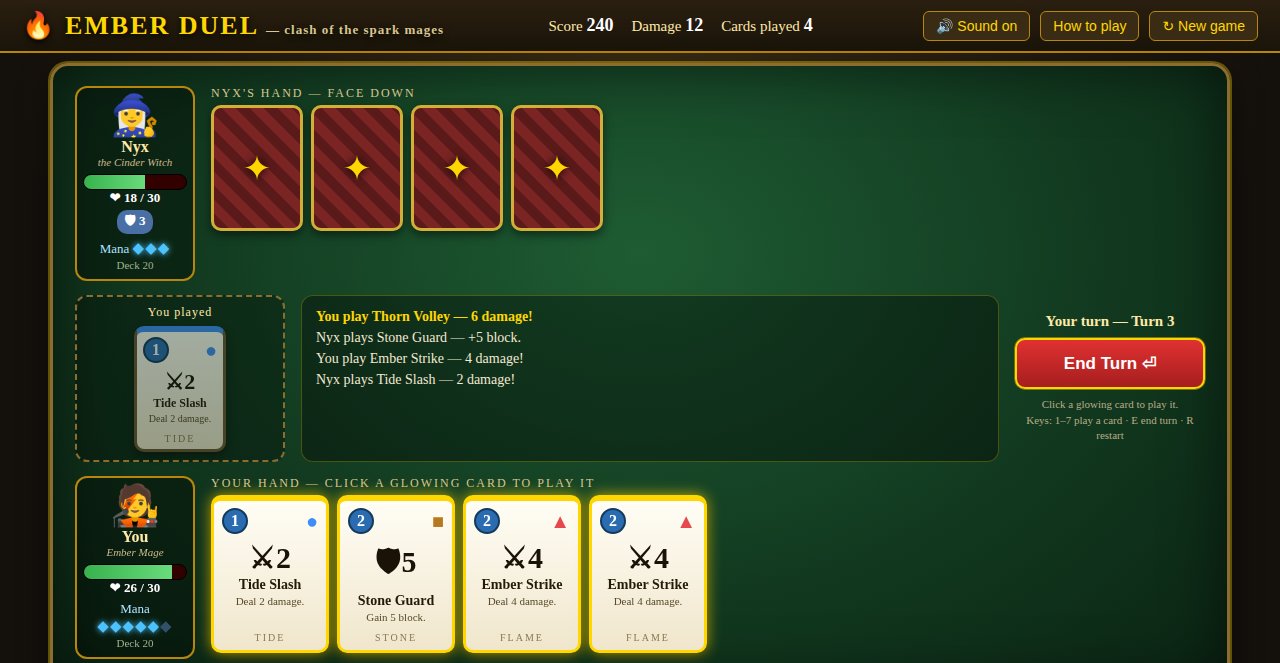 🔥 EMBER DUEL — clash of the spark mages
Score 240 Damage 12 Cards played 4
🔊 Sound on
How to play
↻ New game
NYX'S HAND — FACE DOWN
Nyx
the Cinder Witch
❤ 18 / 30
🛡 3
Mana ◆◆◆
Deck 20
You played
1
⚔2
Tide Slash
Deal 2 damage.
TIDE
You play Thorn Volley — 6 damage!
Nyx plays Stone Guard — +5 block.
You play Ember Strike — 4 damage!
Nyx plays Tide Slash — 2 damage!
Your turn — Turn 3
End Turn ⏎
Click a glowing card to play it.
Keys: 1–7 play a card · E end turn · R
restart
You
Ember Mage
❤ 26 / 30
Mana
◆◆◆◆◆◆
Deck 20
YOUR HAND — CLICK A GLOWING CARD TO PLAY IT
1 ●
⚔2
Tide Slash
Deal 2 damage.
TIDE
2 ■
🛡5
Stone Guard
Gain 5 block.
STONE
2 ▲
⚔4
Ember Strike
Deal 4 damage.
FLAME
2 ▲
⚔4
Ember Strike
Deal 4 damage.
FLAME